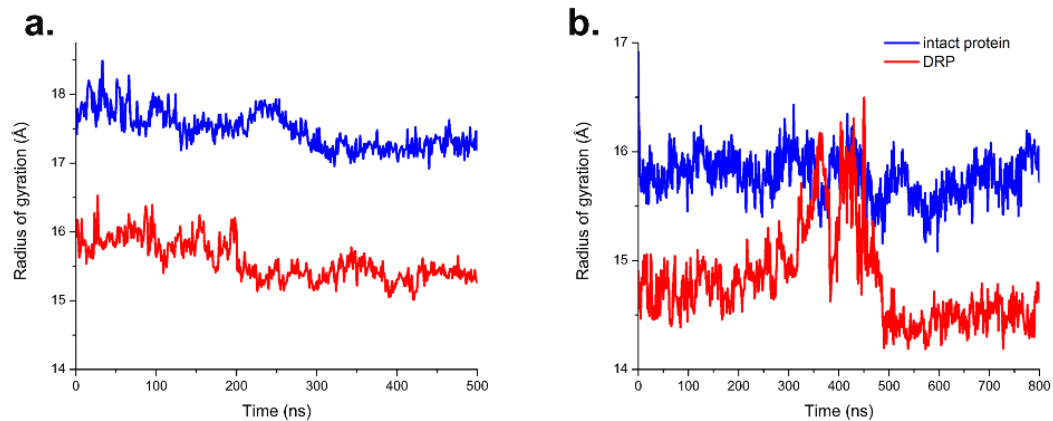 a.
Radius of gyration (Å)
18
17
16
15
14
0 100 200 300 400 500
Time (ns)
b.
intact protein
DRP
Radius of gyration (Å)
17
16
15
14
0 100 200 300 400 500 600 700 800
Time (ns)